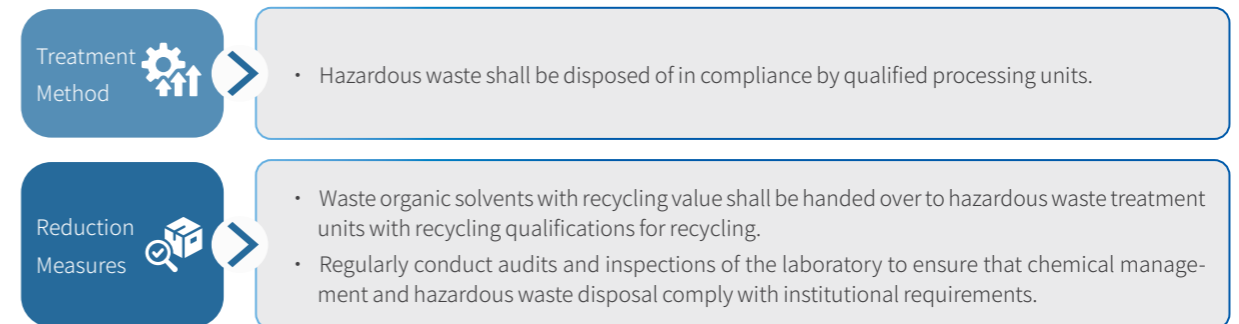 Treatment
Method
· Hazardous waste shall be disposed of in compliance by qualified processing units.
Reduction
Measures
· Waste organic solvents with recycling value shall be handed over to hazardous waste treatment
units with recycling qualifications for recycling.
· Regularly conduct audits and inspections of the laboratory to ensure that chemical manage-
ment and hazardous waste disposal comply with institutional requirements.